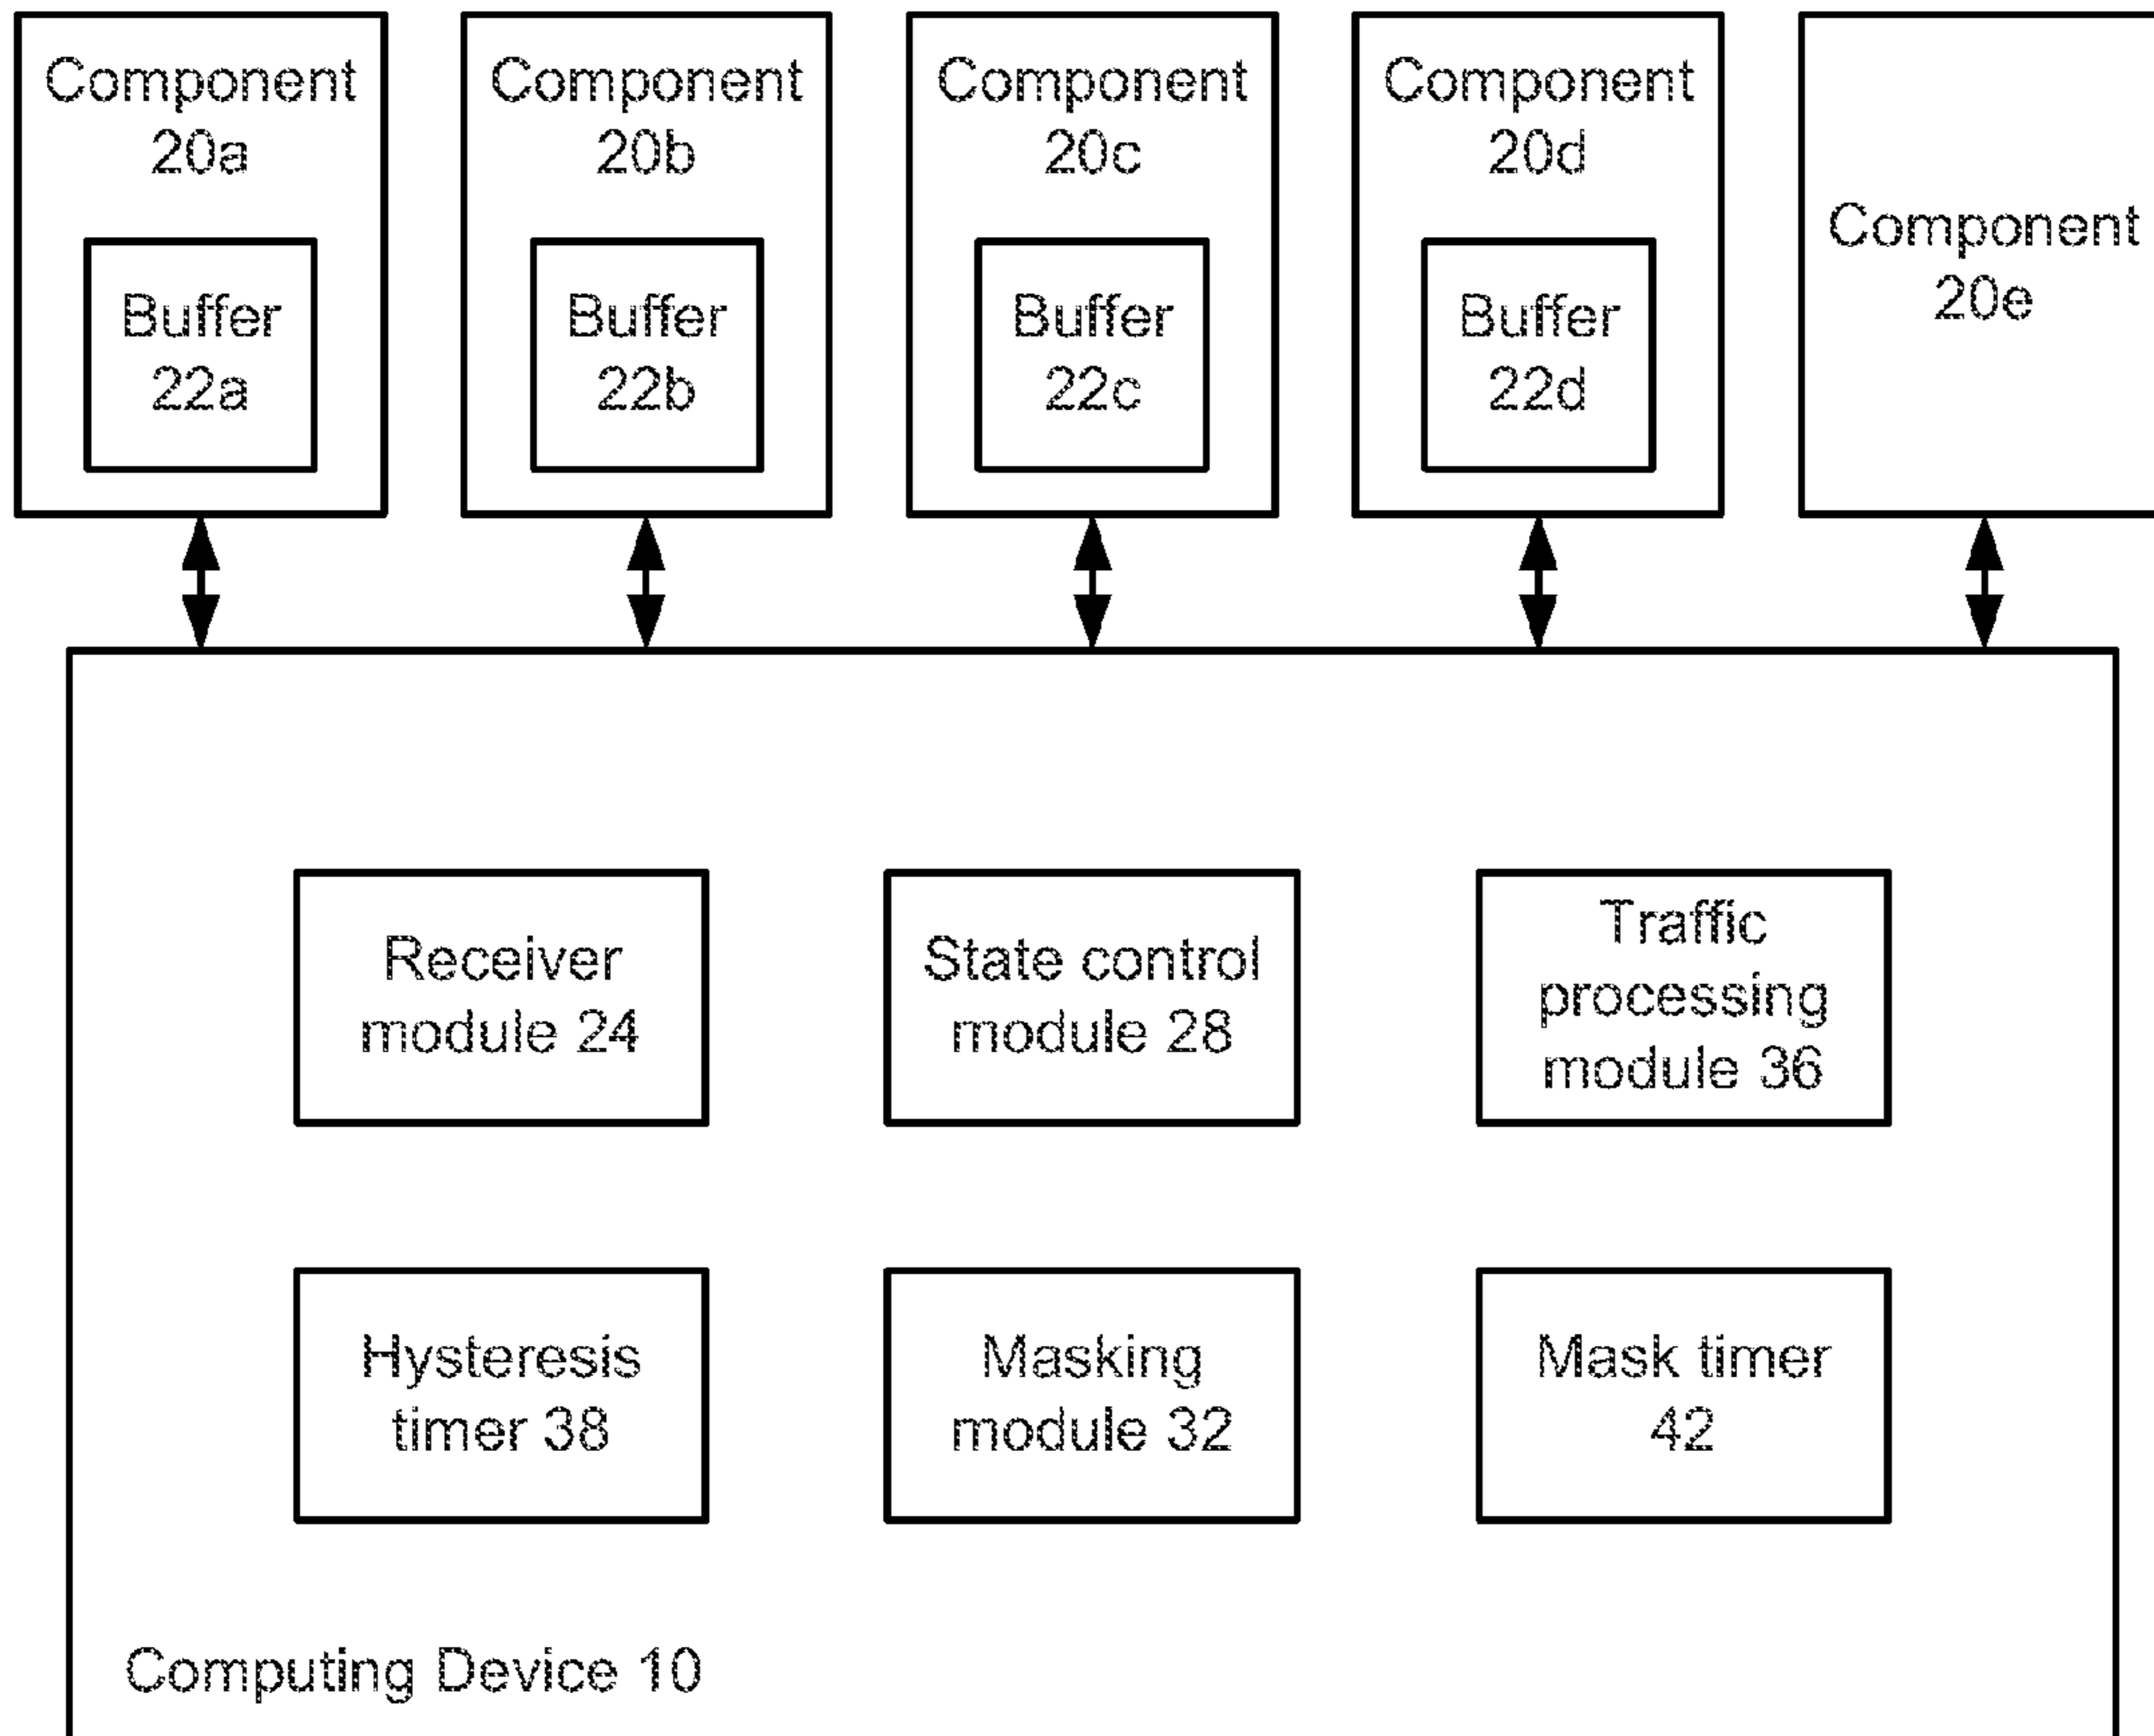 Component
20a
Buffer
22a
Component
20b
Buffer
22b
Component
20c
Buffer
22c
Component
20d
Buffer
22d
Component
20e
Receiver
module 24
State control
module 28
Traffic
processing
module 36
Hysteresis
timer 38
Masking
module 32
Mask timer
42
Computing Device 10